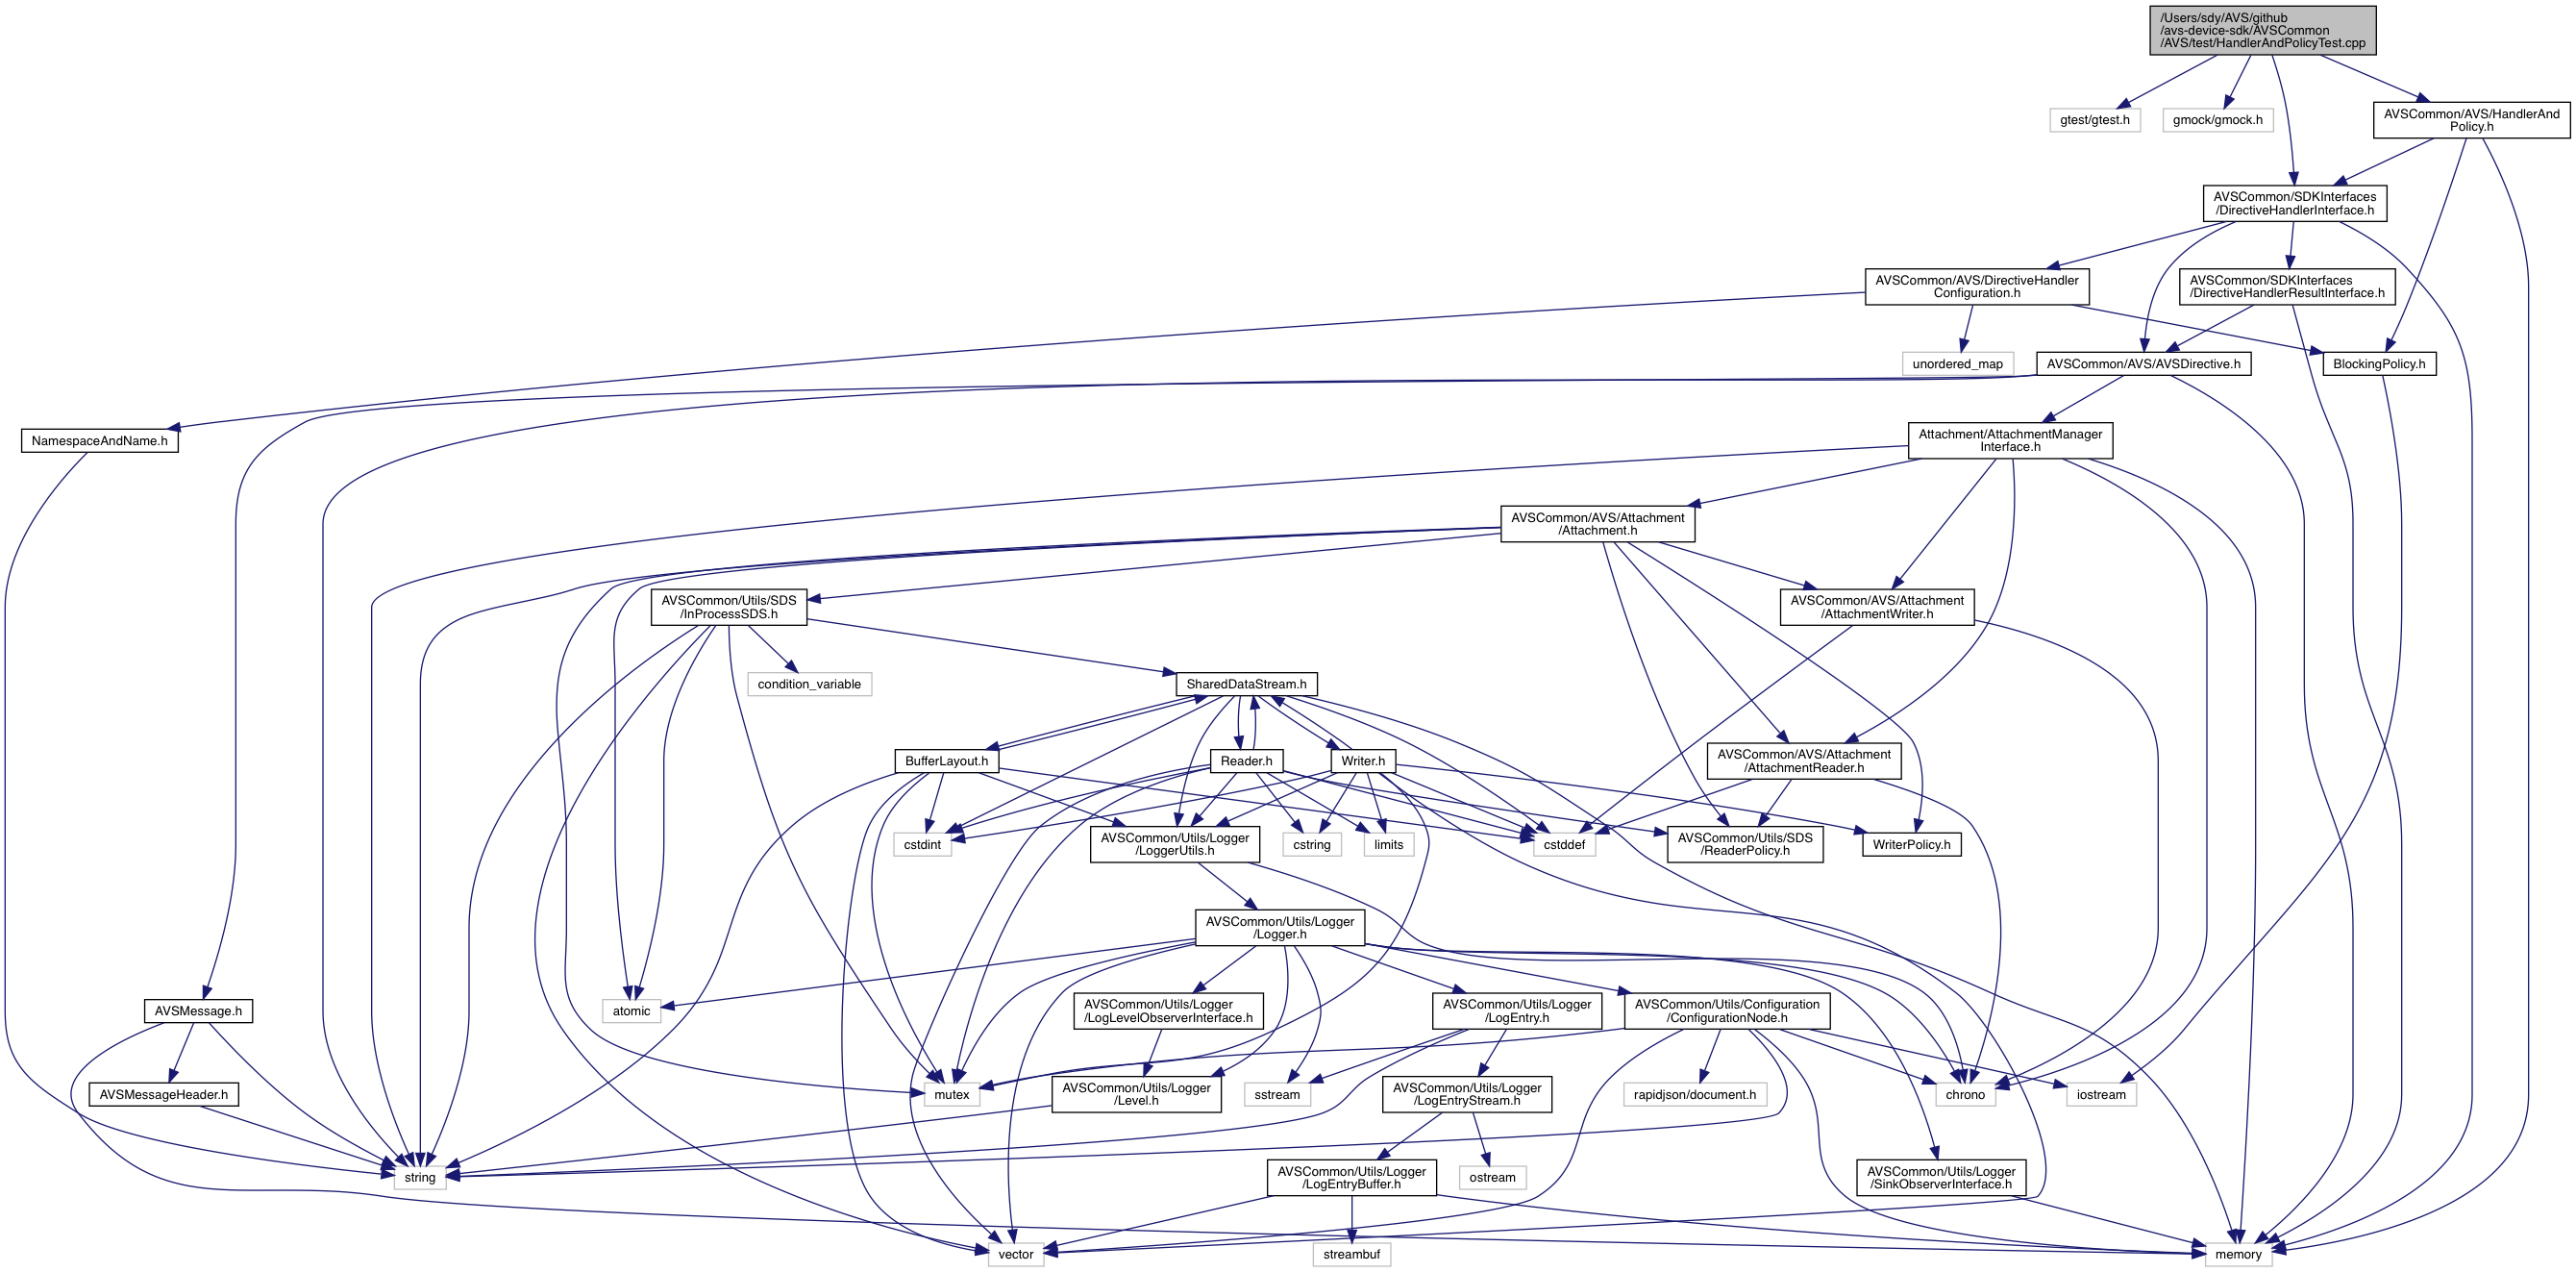 /Users/sdy/AVS/github
/avs-device-sdk/AVSCommon
/AVS/test/HandlerAndPolicyTest.cpp
gtest/gtest.h
gmock/gmock.h
AVSCommon/AVS/HandlerAnd
Policy.h
AVSCommon/SDKInterfaces
/DirectiveHandlerInterface.h
AVSCommon/AVS/DirectiveHandler
Configuration.h
AVSCommon/SDKInterfaces
/DirectiveHandlerResultInterface.h
unordered_map
AVSCommon/AVS/AVSDirective.h
BlockingPolicy.h
NamespaceAndName.h
Attachment/AttachmentManager
Interface.h
AVSCommon/AVS/Attachment
/Attachment.h
AVSCommon/Utils/SDS
/InProcessSDS.h
AVSCommon/AVS/Attachment
/AttachmentWriter.h
condition_variable
SharedDataStream.h
BufferLayout.h
Reader.h
Writer.h
AVSCommon/AVS/Attachment
/AttachmentReader.h
cstdint
AVSCommon/Utils/Logger
/LoggerUtils.h
cstring
limits
cstddef
AVSCommon/Utils/SDS
/ReaderPolicy.h
WriterPolicy.h
AVSCommon/Utils/Logger
/Logger.h
AVSMessage.h
atomic
AVSCommon/Utils/Logger
/LogLevelObserverInterface.h
AVSCommon/Utils/Logger
/LogEntry.h
AVSCommon/Utils/Configuration
/ConfigurationNode.h
AVSMessageHeader.h
mutex
AVSCommon/Utils/Logger
/Level.h
sstream
AVSCommon/Utils/Logger
/LogEntryStream.h
rapidjson/document.h
chrono
iostream
string
AVSCommon/Utils/Logger
/LogEntryBuffer.h
ostream
AVSCommon/Utils/Logger
/SinkObserverInterface.h
vector
streambuf
memory